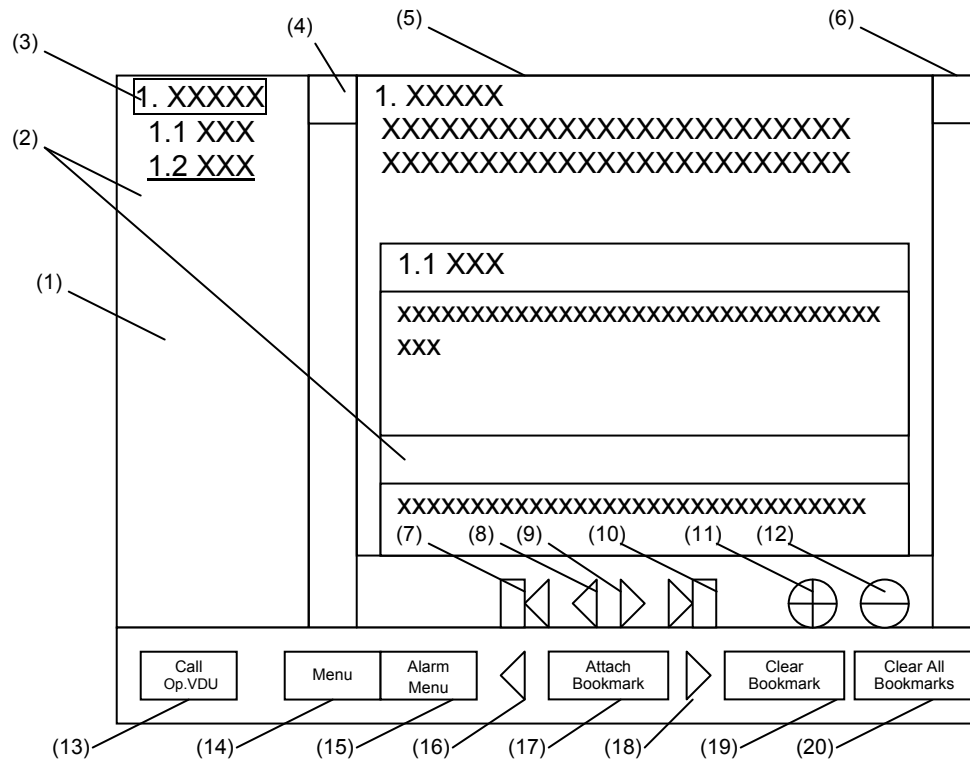 (3)
(4)
(5)
(6)
1. XXXXX
1.1 XXX
1.2 XXX
(2)
(1)
1. XXXXX
XXXXXXXXXXXXXXXXXXXXXXXX
XXXXXXXXXXXXXXXXXXXXXXXX
1.1 XXX
xxxxxxxxxxxxxxxxxxxxxxxxxxxxxxxxx
xxx
xxxxxxxxxxxxxxxxxxxxxxxxxxxxxxxx
(7) (8) (9) (10) (11) (12)
Call
Op.VDU
Menu
Alarm
Menu
Attach
Bookmark
Clear
Bookmark
Clear All
Bookmarks
(13) (14) (15) (16) (17) (18) (19) (20)